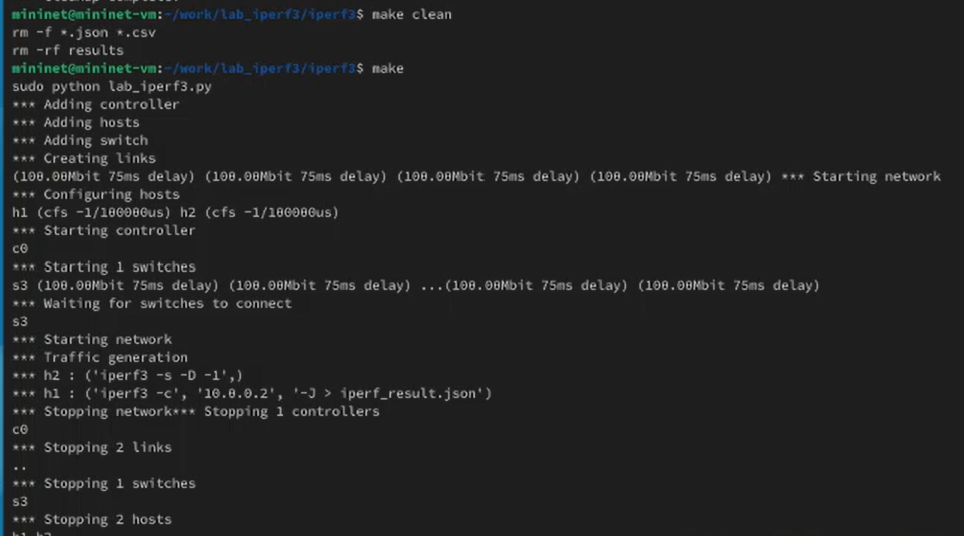 mininet@mininet-vm:~/work/lab_iperf3/iperf3$ make clean
rm -f *.json *.csv
rm -rf results
mininet@mininet-vm:~/work/lab_iperf3/iperf3$ make
sudo python lab_iperf3.py
*** Adding controller
*** Adding hosts
*** Adding switch
*** Creating links
(100.00Mbit 75ms delay) (100.00Mbit 75ms delay) (100.00Mbit 75ms delay) (100.00Mbit 75ms delay) *** Starting network
*** Configuring hosts
h1 (cfs -1/100000us) h2 (cfs -1/100000us)
*** Starting controller
c0
*** Starting 1 switches
s3 (100.00Mbit 75ms delay) (100.00Mbit 75ms delay) ...(100.00Mbit 75ms delay) (100.00Mbit 75ms delay)
*** Waiting for switches to connect
s3
*** Starting network
*** Traffic generation
*** h2 : ('iperf3 -s -D -1',)
*** h1 : ('iperf3 -c', '10.0.0.2', '-J > iperf_result.json')
*** Stopping network*** Stopping 1 controllers
c0
*** Stopping 2 links
..
*** Stopping 1 switches
s3
*** Stopping 2 hosts